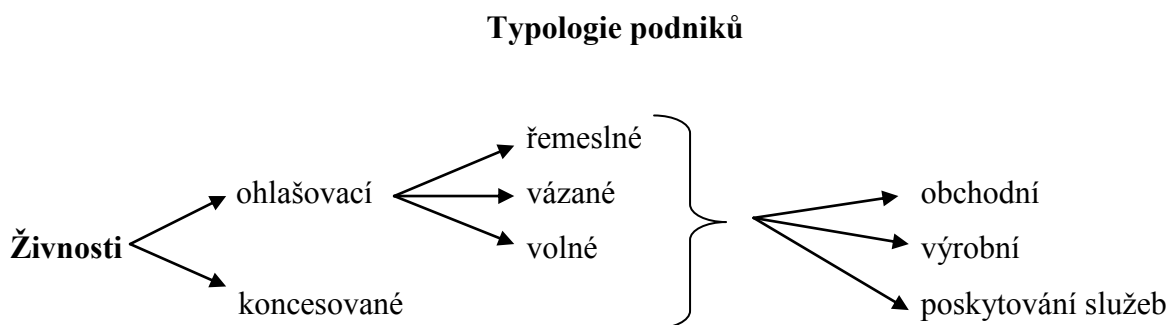 Typologie podniků
řemeslné
ohlašovací
vázané
obchodní
Živnosti
volné
výrobní
koncesované
poskytování služeb